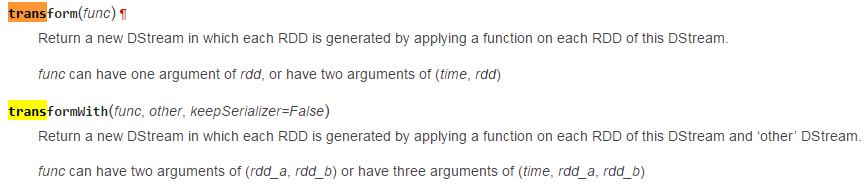 transform(func) ¶
Return a new DStream in which each RDD is generated by applying a function on each RDD of this DStream.
func can have one argument of rdd, or have two arguments of (time, rdd)
transformWith(func, other, keepSerializer=False)
Return a new DStream in which each RDD is generated by applying a function on each RDD of this DStream and ‘other’ DStream.
func can have two arguments of (rdd_a, rdd_b) or have three arguments of (time, rdd_a, rdd_b)